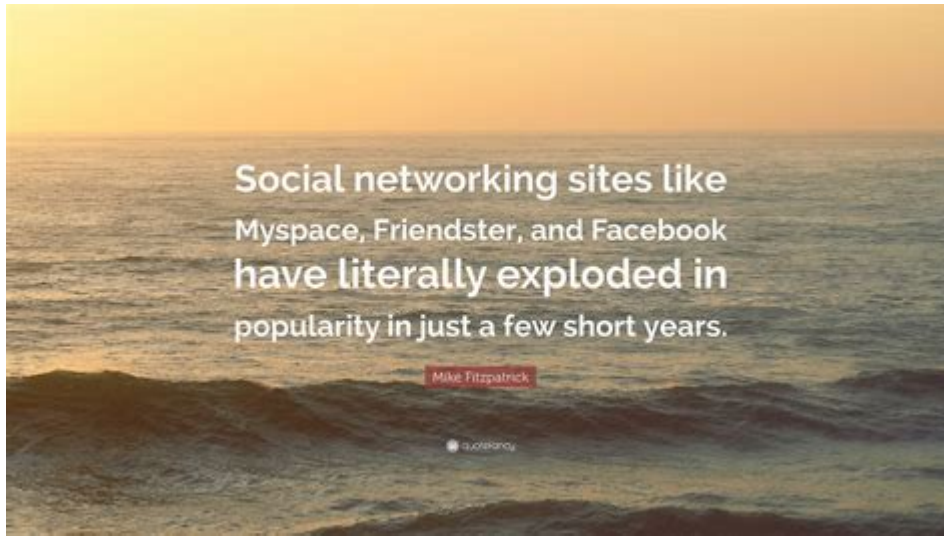 Social networking sites like
Myspace, Friendster, and Facebook
have literally exploded in
popularity in just a few short years.
Mike Fitzpatrick
quotefancy